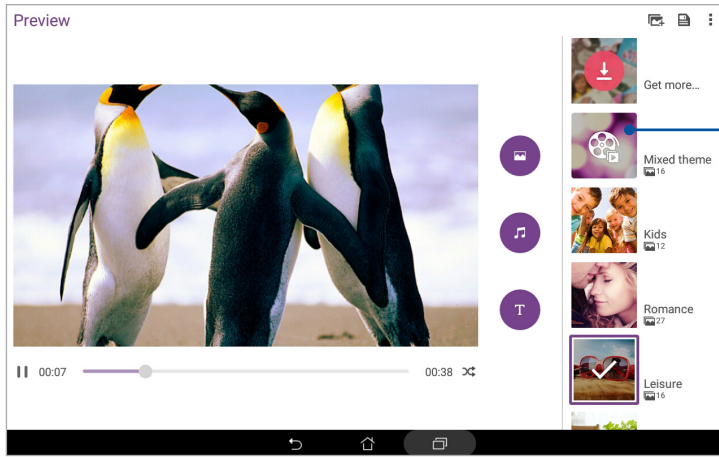 Preview
Get more...
Mixed theme
16
Kids
12
T
Romance
27
00:07
00:38
Leisure
16